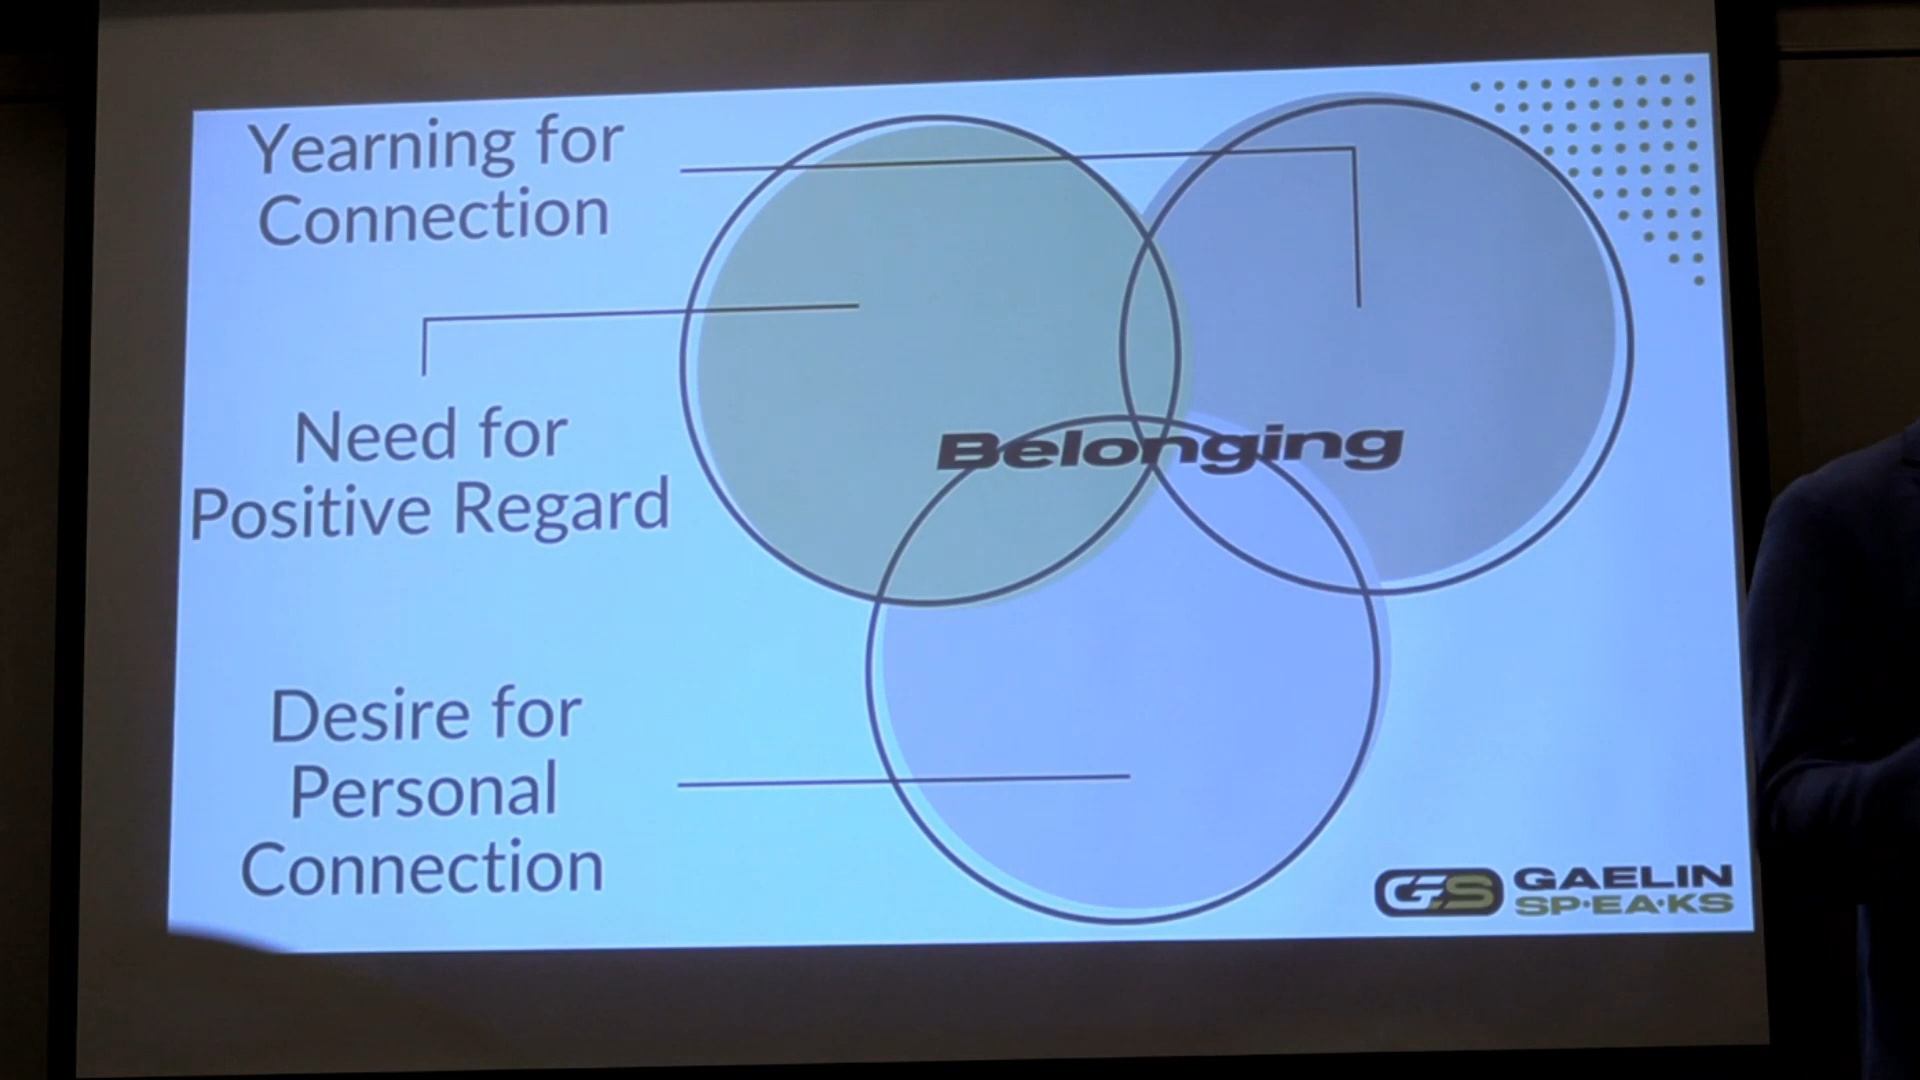 Yearning for
Connection
Need for
Positive Regard
Desire for
Personal
Connection
Belonging
GS
GAELIN
SP•EA•KS